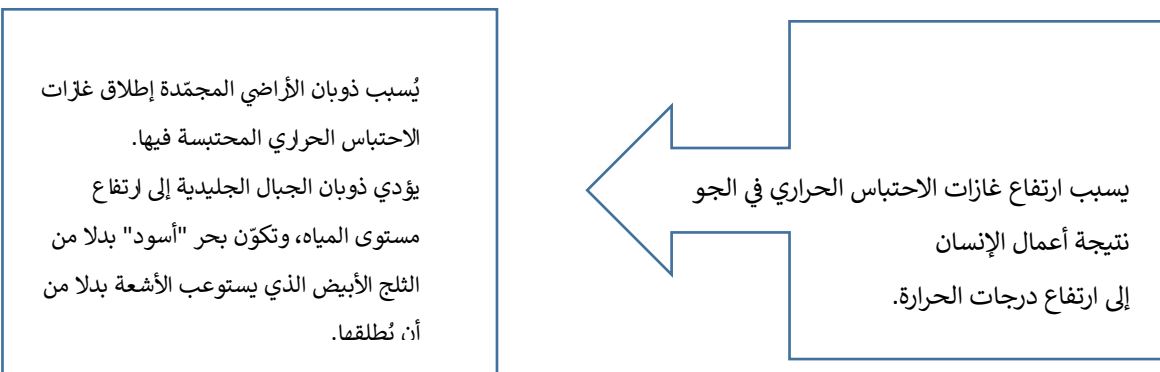 يسبب ارتفاع غازات الاحتباس الحراري في الجو
نتيجة أعمال الإنسان
إلى ارتفاع درجات الحرارة.
يُسبب ذوبان الأراضي المجمّدة إطلاق غازات
الاحتباس الحراري المحتبسة فيها.
يؤدي ذوبان الجبال الجليدية إلى ارتفاع
مستوى المياه، وتكوّن بحر "أسود" بدلا من
الثلج الأبيض الذي يستوعب الأشعة بدلا من
أن يُطلقها.